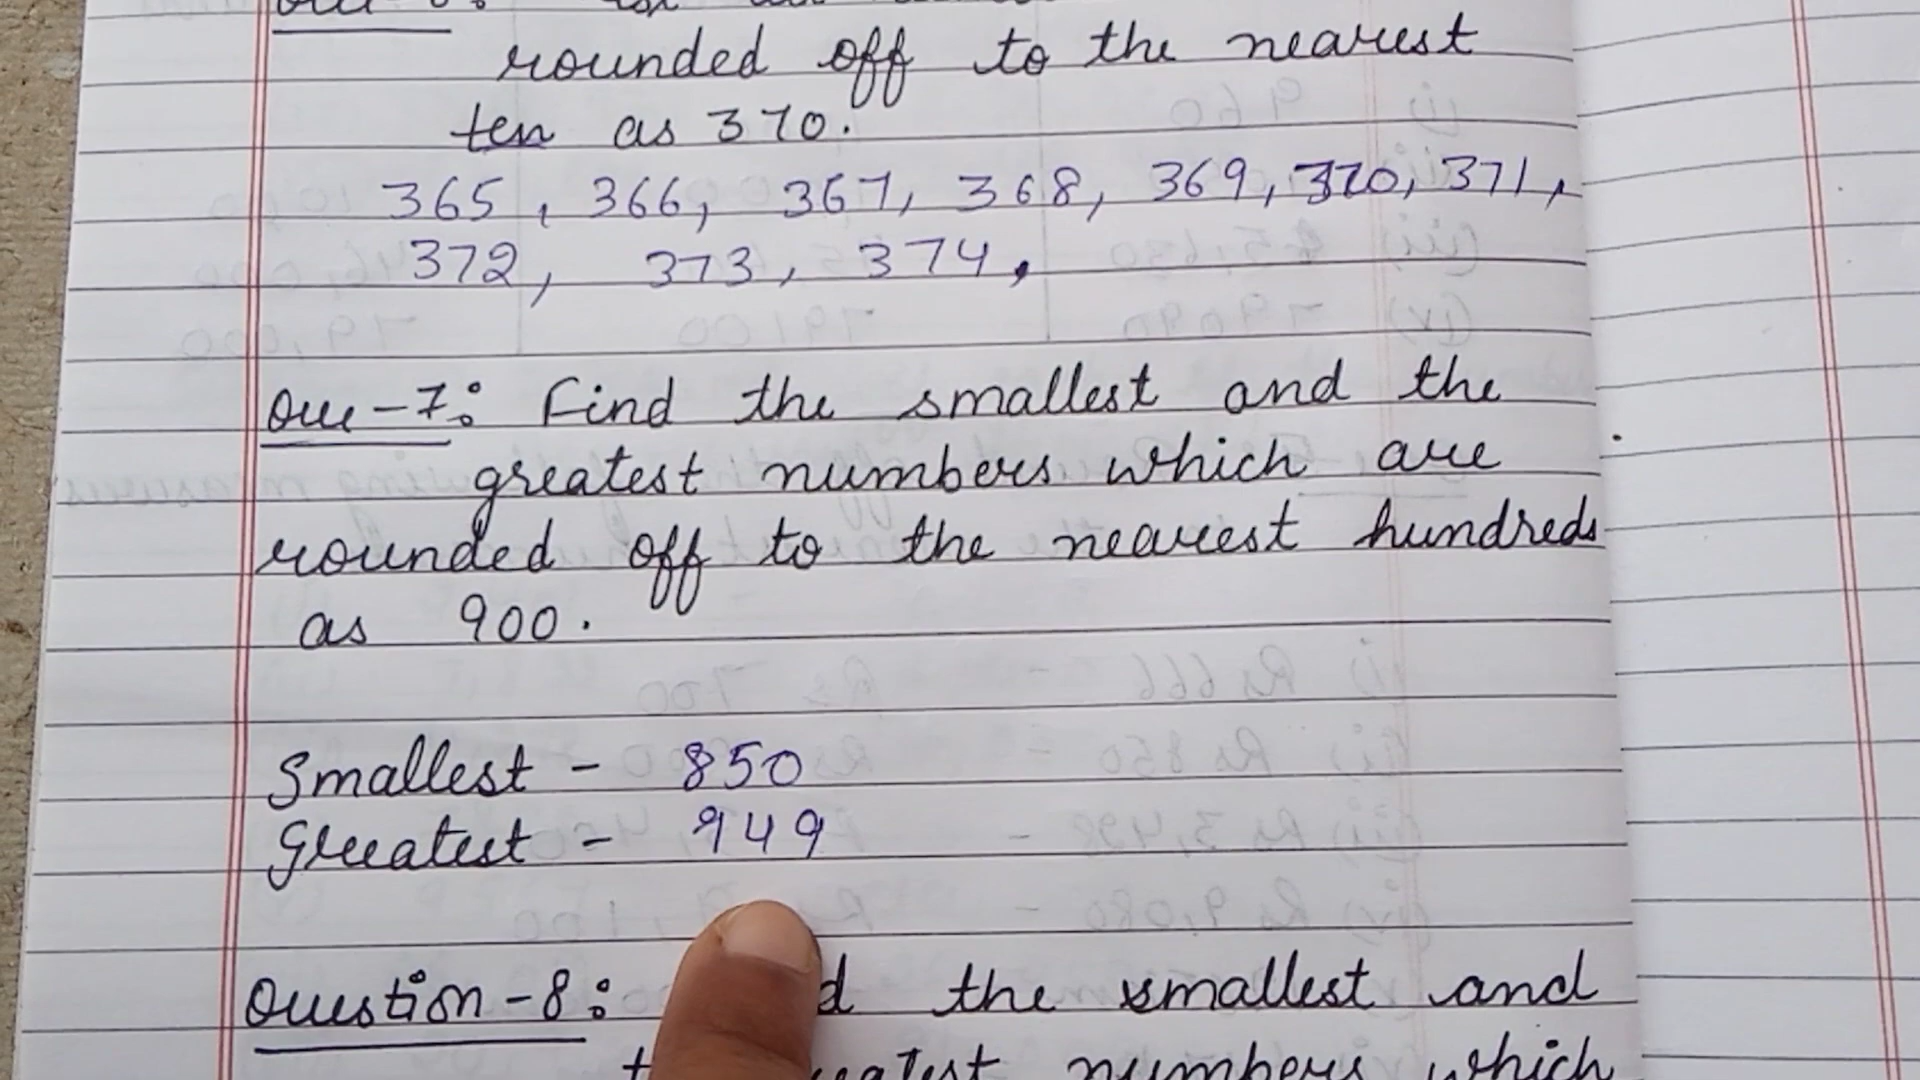 rounded off to the nearest
ten as 370.
365, 366, 367, 368, 369, 370, 371,
372, 373, 374,
Que-7: Find the smallest and the
greatest numbers which are
rounded off to the nearest hundreds
as 900.
Smallest - 850
Greatest - 949
Question-8: the smallest and
numbers which